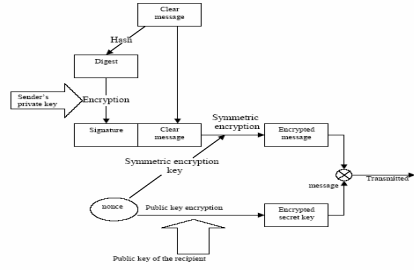 Clear
message
Hash
Digest
Sender's
private key
Encryption
Signature
Clear
message
Symmetric
encryption
Encrypted
message
Symmetric encryption
key
message
Transmitted
nonce
Public key encryption
Encrypted
secret key
Public key of the recipient